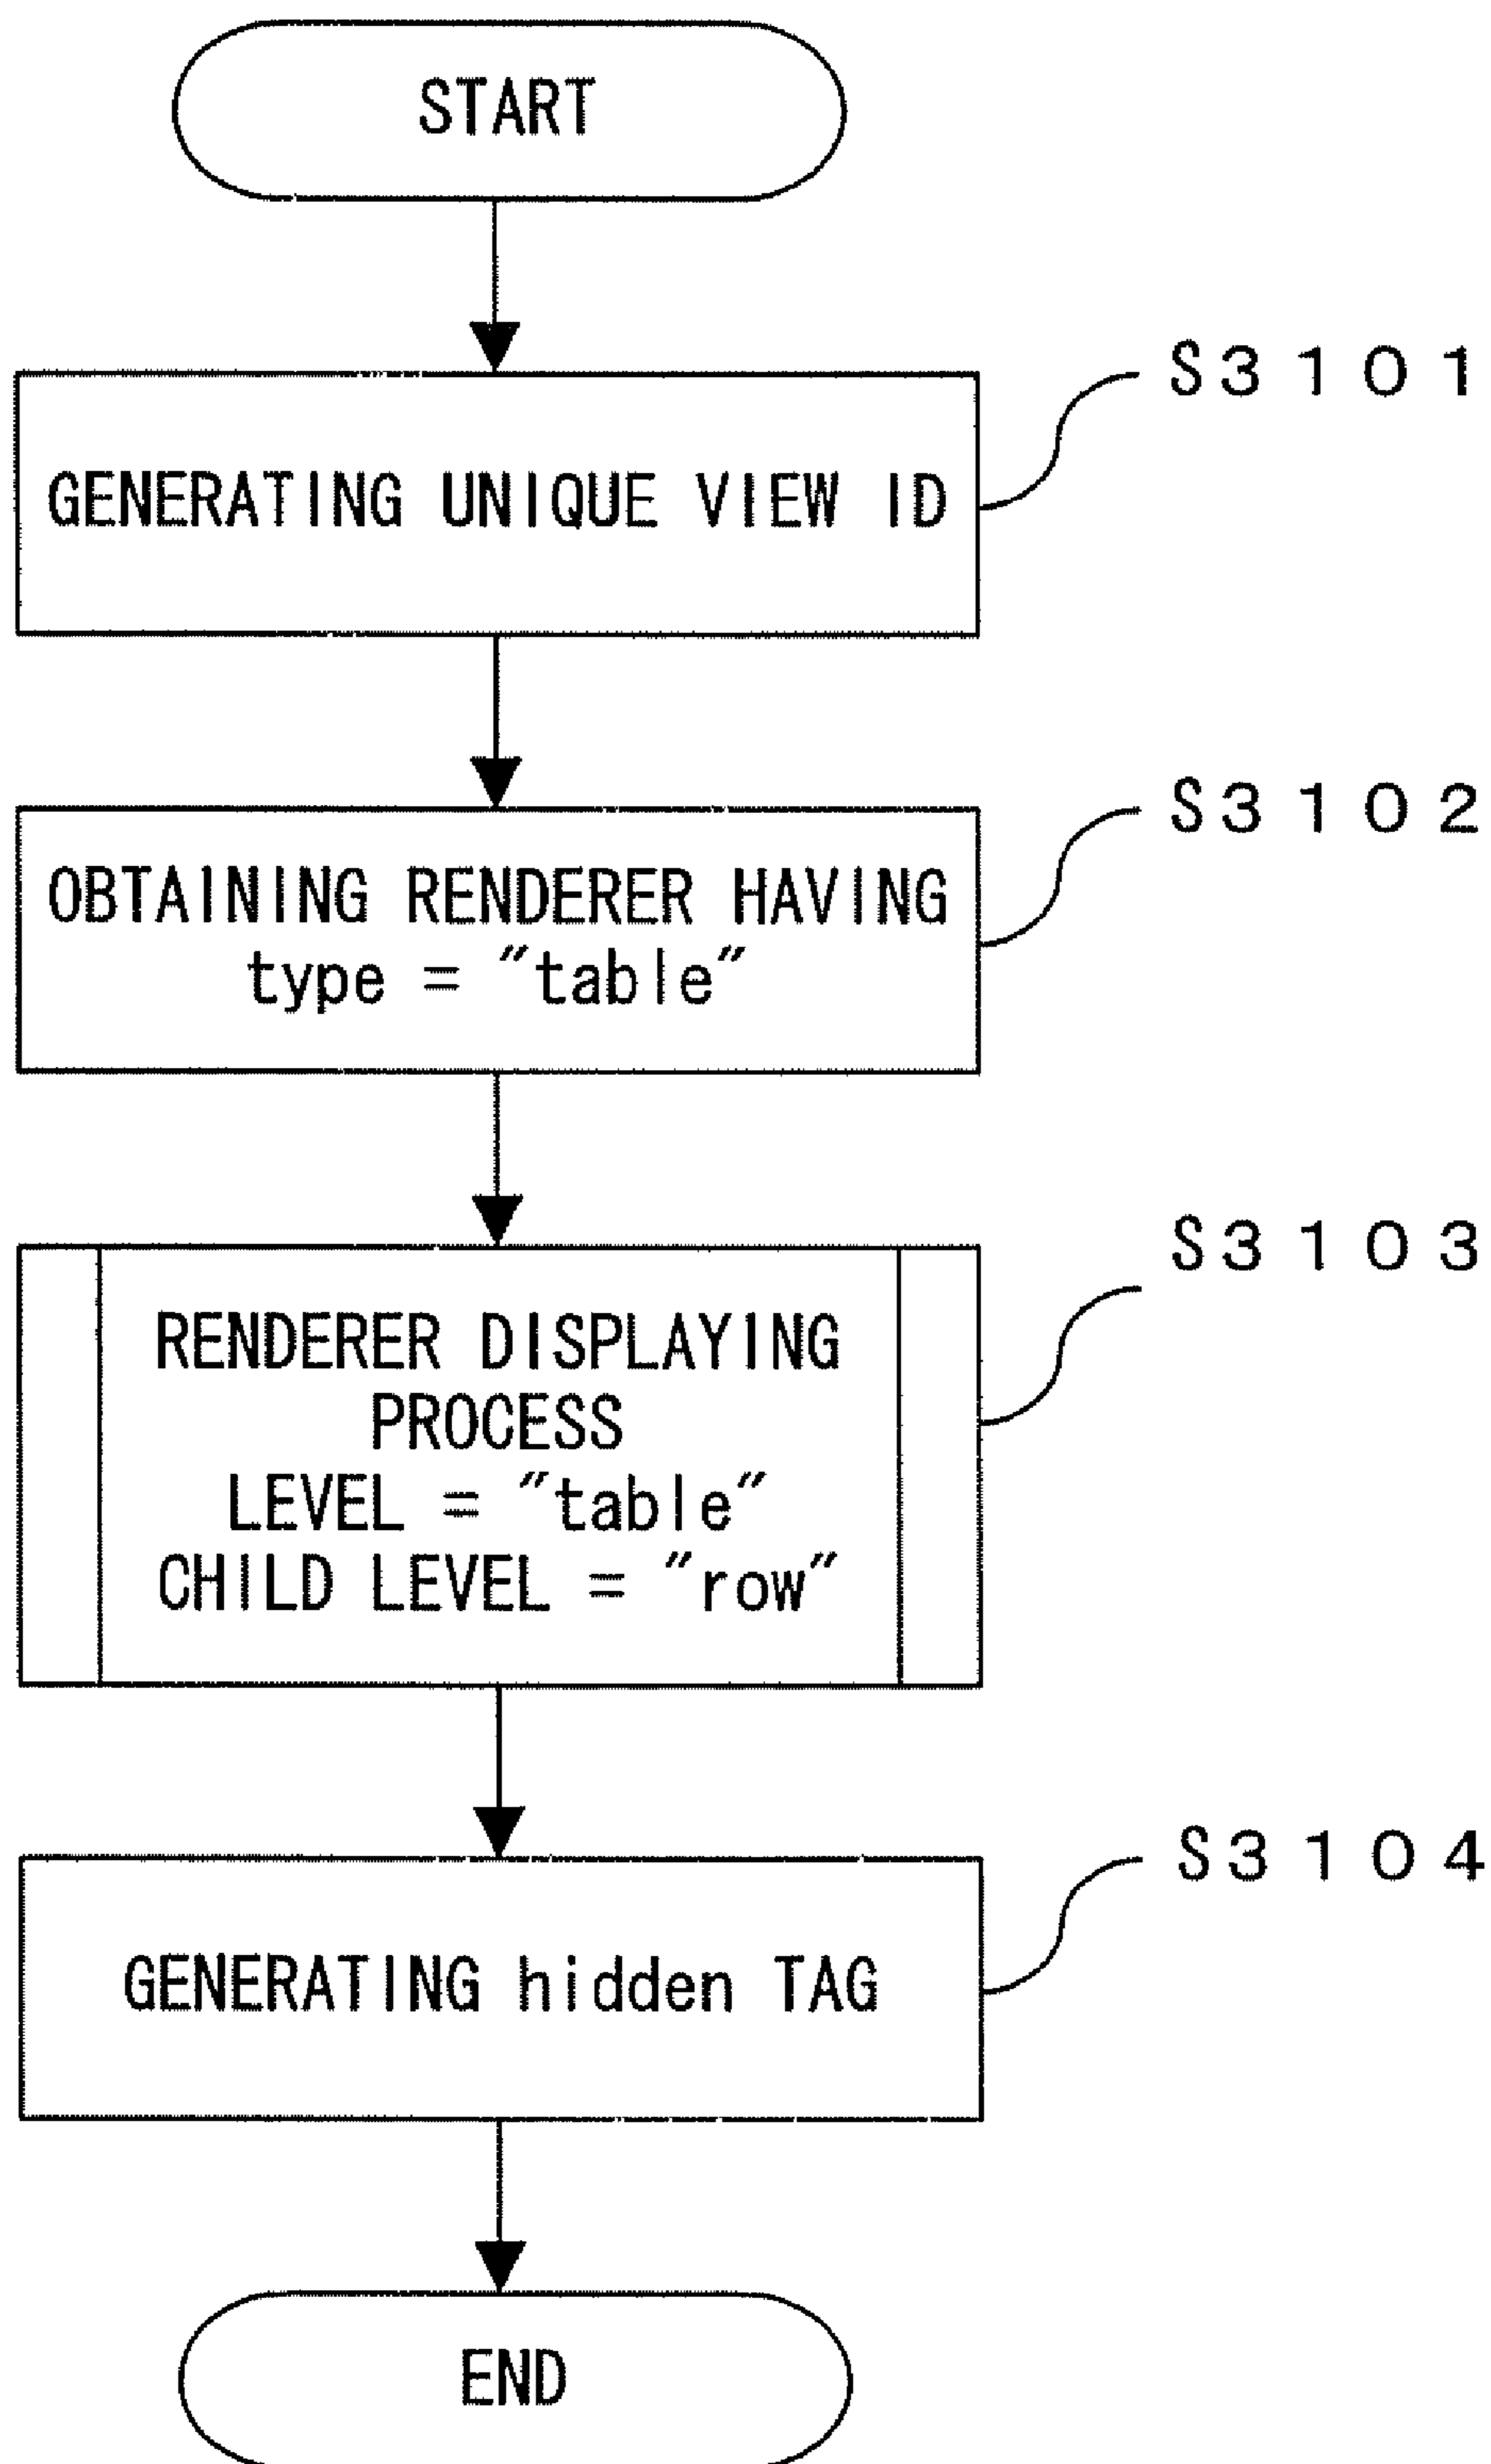 START
S3101
GENERATING UNIQUE VIEW ID
S3102
OBTAINING RENDERER HAVING
type = "table"
S3103
RENDERER DISPLAYING
PROCESS
LEVEL = "table"
CHILD LEVEL = "row"
S3104
GENERATING hidden TAG
END